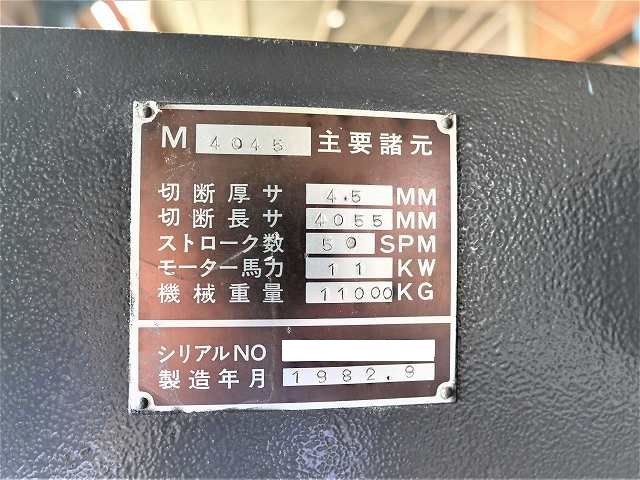 M 4045 主要諸元
切断厚サ 4.5 MM
切断長サ 4055 MM
ストローク数 50 SPM
モーター馬力 11 KW
機械重量 11000 KG
シリアルNO
製造年月 1982.9